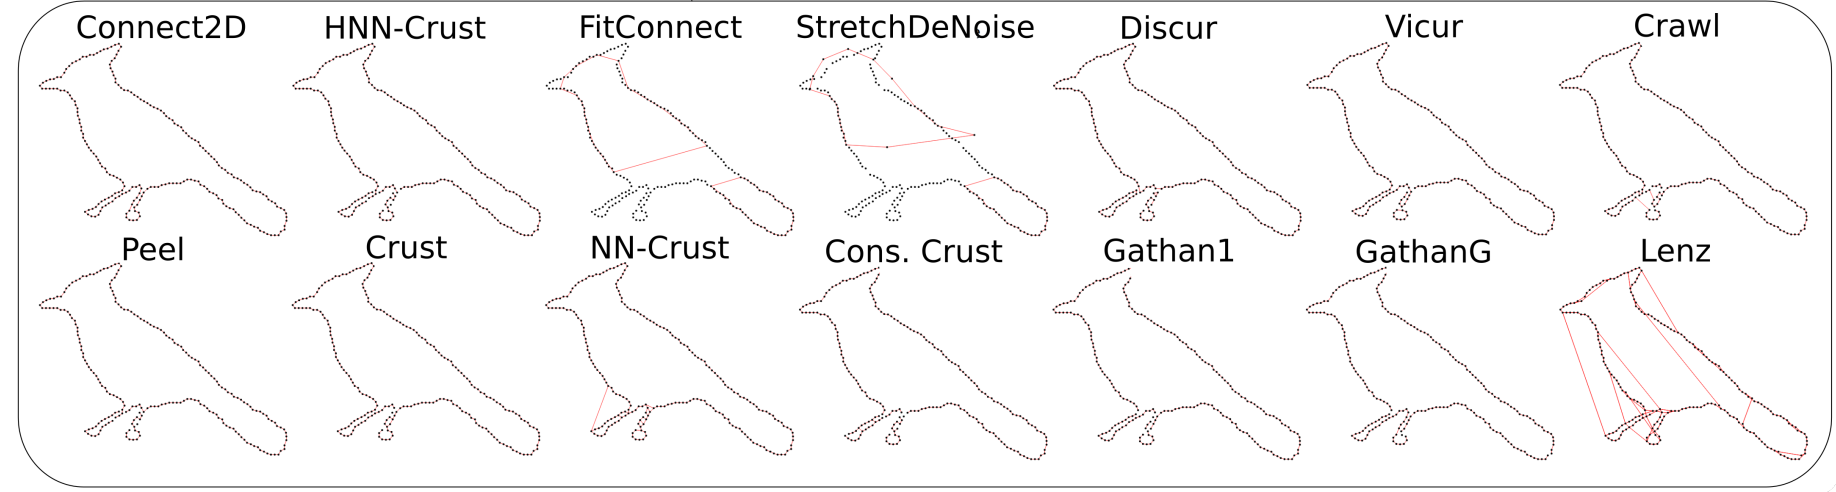 Connect2D HNN-Crust FitConnect StretchDeNoise Discur Vicur Crawl
Peel Crust NN-Crust Cons. Crust Gathan1 GathanG Lenz